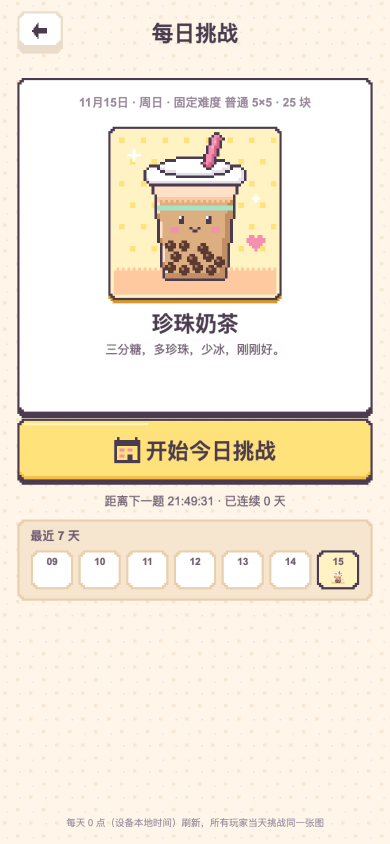 每日挑战
11月15日 · 周日 · 固定难度 普通 5×5 · 25 块
珍珠奶茶
三分糖，多珍珠，少冰，刚刚好。
开始今日挑战
距离下一题 21:49:31 · 已连续 0 天
最近 7 天
09 10 11 12 13 14 15
每天 0 点（设备本地时间）刷新，所有玩家当天挑战同一张图